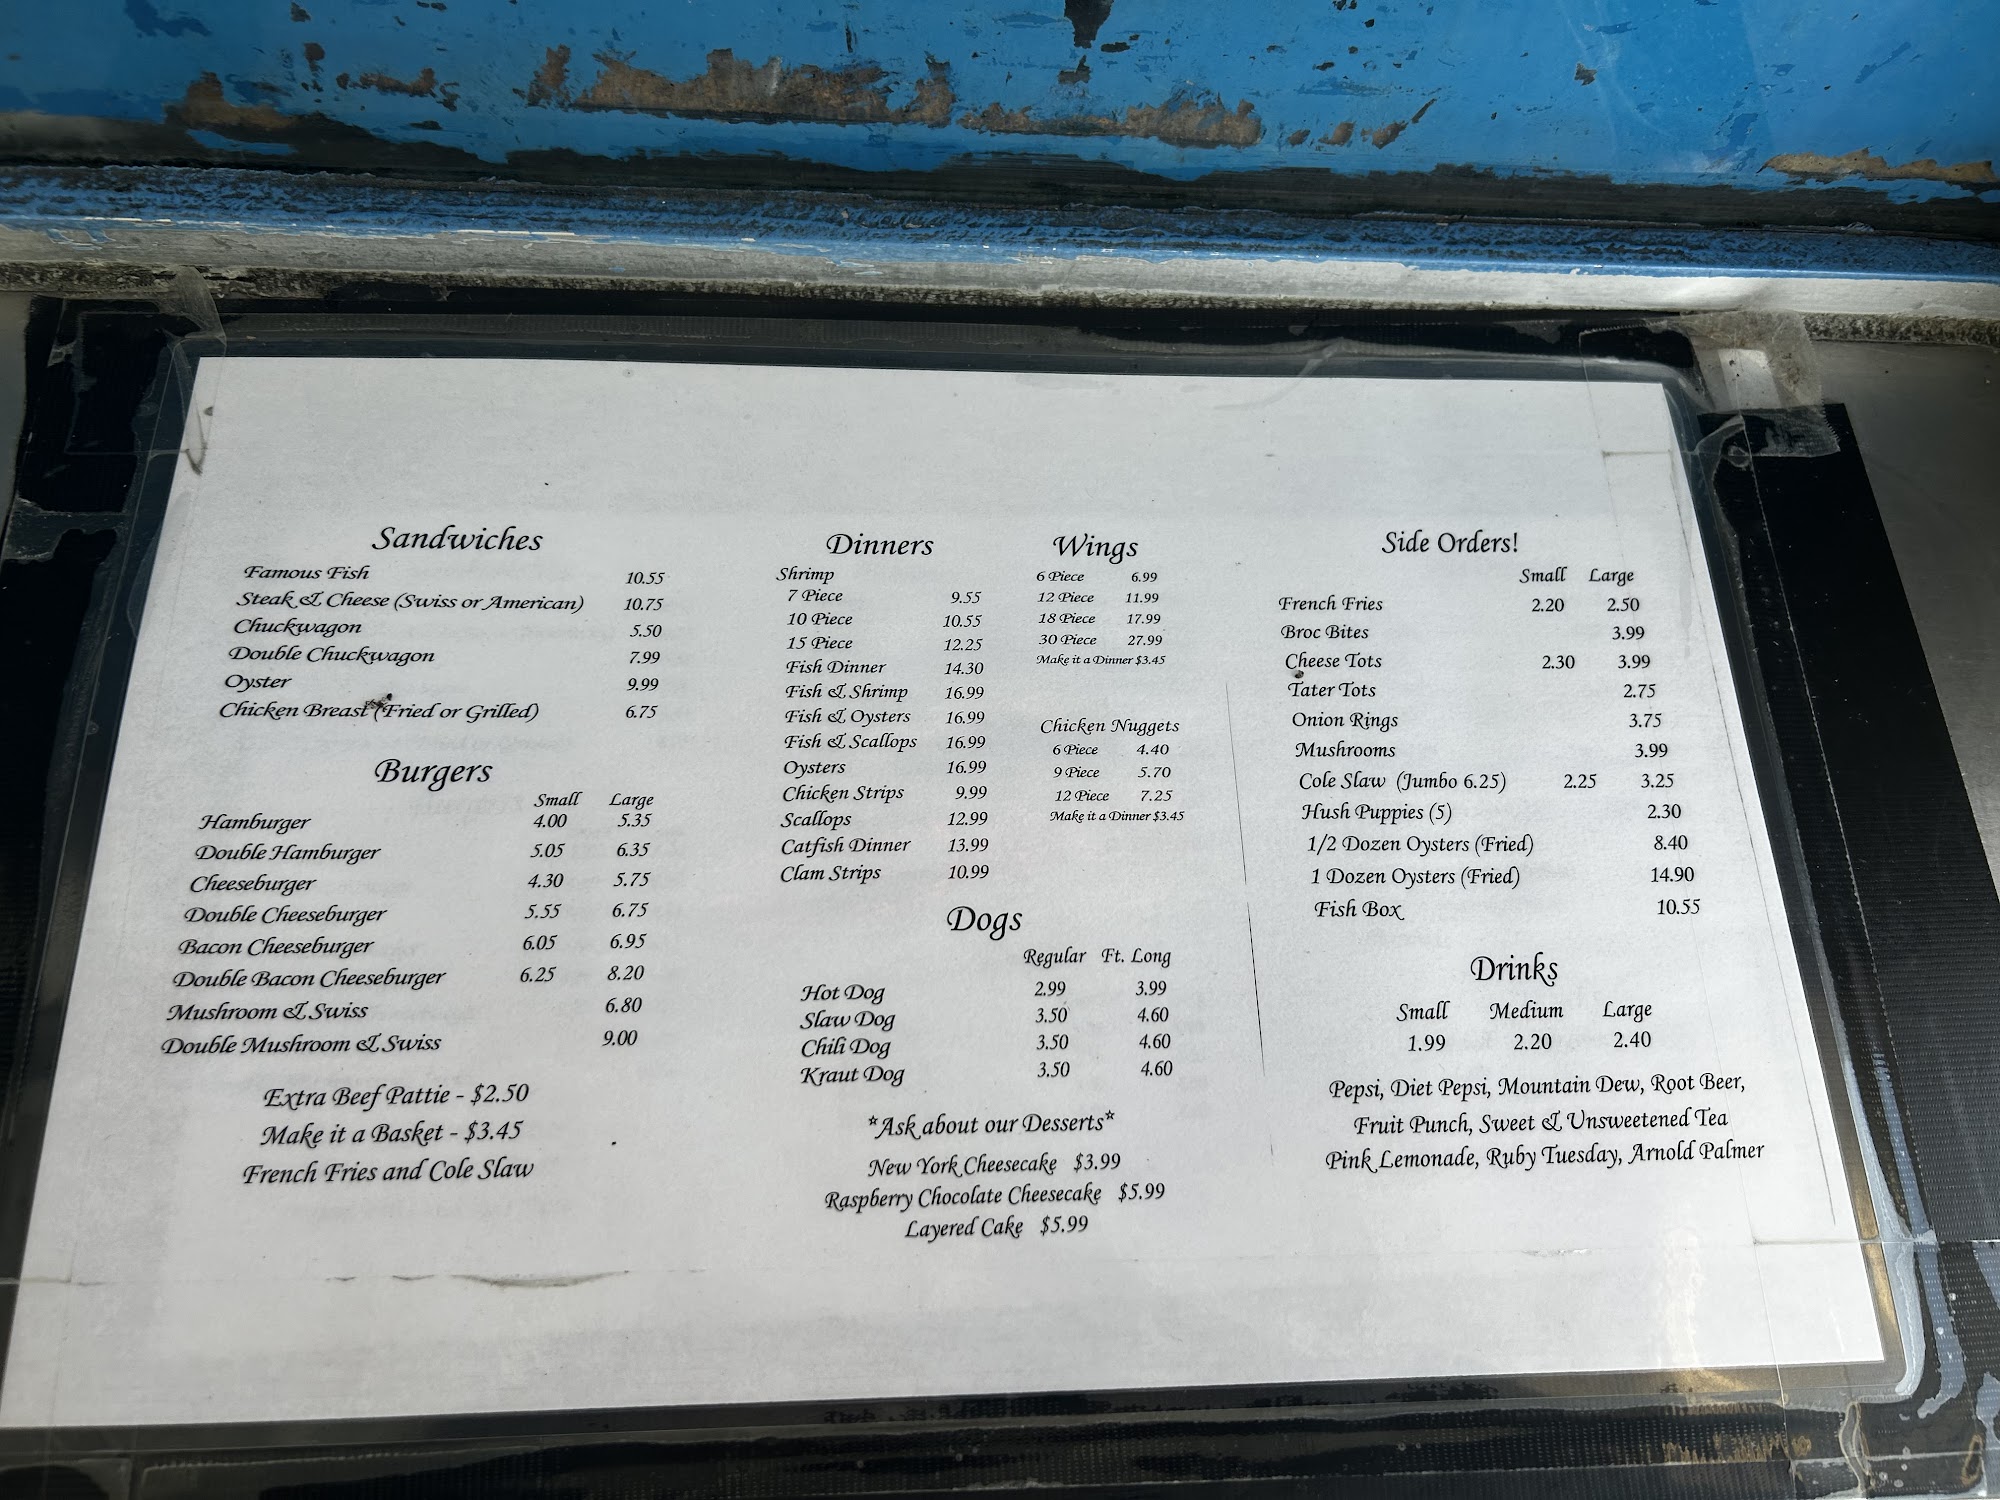 Sandwiches
Famous Fish 10.55
Steak & Cheese (Swiss or American) 10.75
Chuckwagon 5.50
Double Chuckwagon 7.99
Oyster 9.99
Chicken Breast (Fried or Grilled) 6.75
Burgers
Small Large
Hamburger 4.00 5.35
Double Hamburger 5.05 6.35
Cheeseburger 4.30 5.75
Double Cheeseburger 5.55 6.75
Bacon Cheeseburger 6.05 6.95
Double Bacon Cheeseburger 6.25 8.20
Mushroom & Swiss 6.80
Double Mushroom & Swiss 9.00
Extra Beef Pattie - $2.50
Make it a Basket - $3.45
French Fries and Cole Slaw
Dinners
Shrimp
7 Piece 9.55
10 Piece 10.55
15 Piece 12.25
Fish Dinner 14.30
Fish & Shrimp 16.99
Fish & Oysters 16.99
Fish & Scallops 16.99
Oysters 16.99
Chicken Strips 9.99
Scallops 12.99
Catfish Dinner 13.99
Clam Strips 10.99
Wings
6 Piece 6.99
12 Piece 11.99
18 Piece 17.99
30 Piece 27.99
Make it a Dinner $3.45
Chicken Nuggets
6 Piece 4.40
9 Piece 5.70
12 Piece 7.25
Make it a Dinner $3.45
Dogs
Regular Ft. Long
Hot Dog 2.99 3.99
Slaw Dog 3.50 4.60
Chili Dog 3.50 4.60
Kraut Dog 3.50 4.60
*Ask about our Desserts*
New York Cheesecake $3.99
Raspberry Chocolate Cheesecake $5.99
Layered Cake $5.99
Side Orders!
Small Large
French Fries 2.20 2.50
Broc Bites 3.99
Cheese Tots 2.30 3.99
Tater Tots 2.75
Onion Rings 3.75
Mushrooms 3.99
Cole Slaw (Jumbo 6.25) 2.25 3.25
Hush Puppies (5) 2.30
1/2 Dozen Oysters (Fried) 8.40
1 Dozen Oysters (Fried) 14.90
Fish Box 10.55
Drinks
Small Medium Large
1.99 2.20 2.40
Pepsi, Diet Pepsi, Mountain Dew, Root Beer,
Fruit Punch, Sweet & Unsweetened Tea
Pink Lemonade, Ruby Tuesday, Arnold Palmer